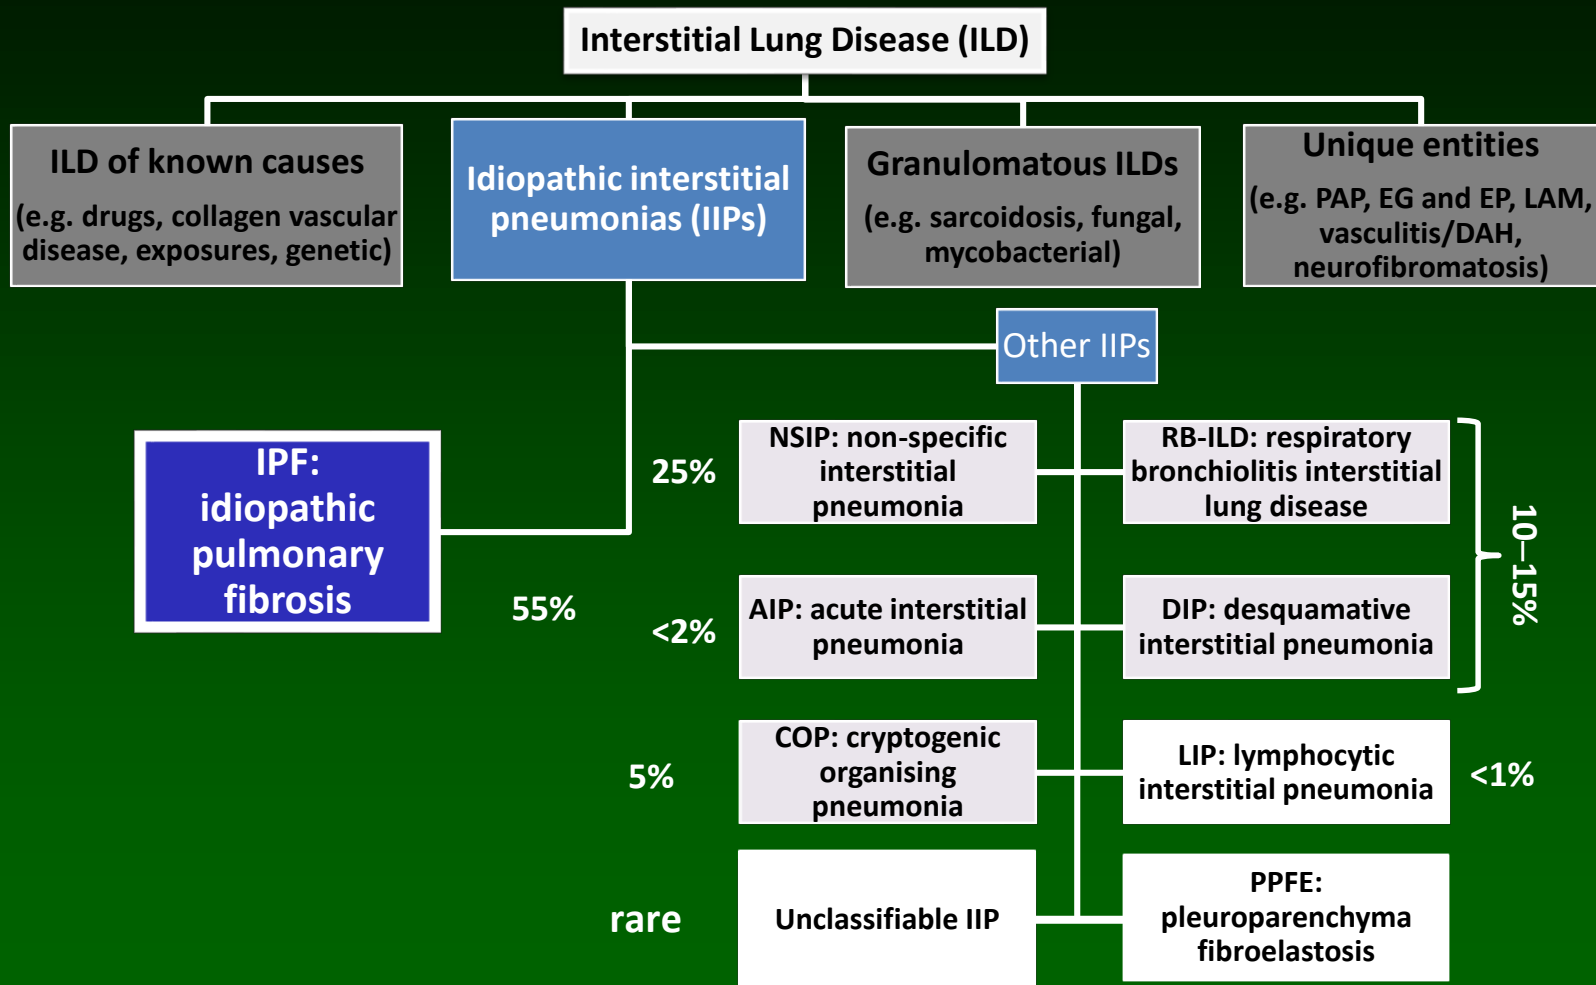 Interstitial Lung Disease (ILD)
ILD of known causes
(e.g. drugs, collagen vascular
disease, exposures, genetic)
Idiopathic interstitial
pneumonias (IIPs)
Granulomatous ILDs
(e.g. sarcoidosis, fungal,
mycobacterial)
Unique entities
(e.g. PAP, EG and EP, LAM,
vasculitis/DAH,
neurofibromatosis)
Other IIPs
IPF:
idiopathic
pulmonary
fibrosis
55%
25%
NSIP: non-specific
interstitial
pneumonia
RB-ILD: respiratory
bronchiolitis interstitial
lung disease
10–15%
<2%
AIP: acute interstitial
pneumonia
DIP: desquamative
interstitial pneumonia
5%
COP: cryptogenic
organising
pneumonia
LIP: lymphocytic
interstitial pneumonia
<1%
rare
Unclassifiable IIP
PPFE:
pleuroparenchyma
fibroelastosis